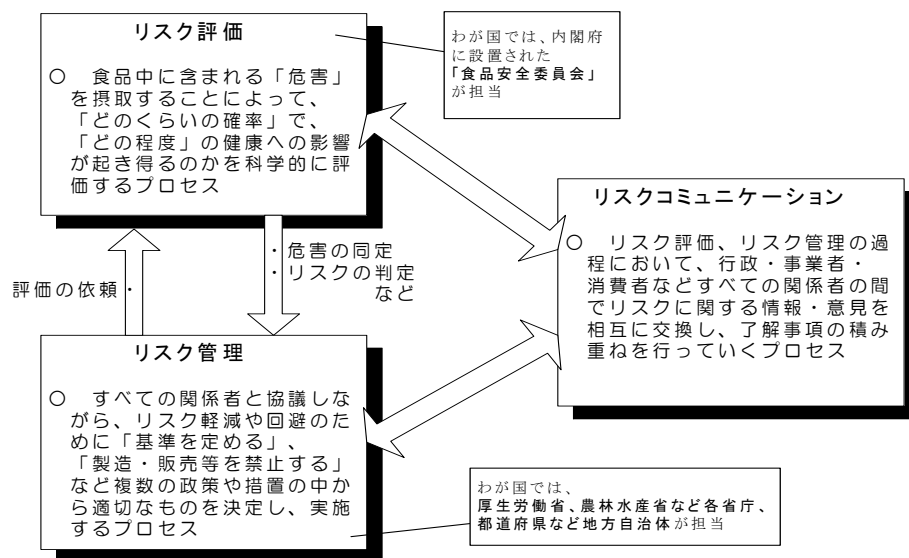 リスク評価
○　食品中に含まれる「危害」
を摂取することによって、
「どのくらいの確率」で、
「どの程度」の健康への影響
が起き得るのかを科学的に評
価するプロセス
わが国では、内閣府
に設置された
「食品安全委員会」
が担当
リスクコミュニケーション
○　リスク評価、リスク管理の過
程において、行政・事業者・
消費者などすべての関係者の間
でリスクに関する情報・意見を
相互に交換し、了解事項の積み
重ねを行っていくプロセス
・危害の同定
・リスクの判定
など
評価の依頼・
リスク管理
○　すべての関係者と協議しな
がら、リスク軽減や回避のた
めに「基準を定める」、
「製造・販売等を禁止する」
など複数の政策や措置の中か
ら適切なものを決定し、実施
するプロセス
わが国では、
厚生労働省、農林水産省など各省庁、
都道府県など地方自治体が担当